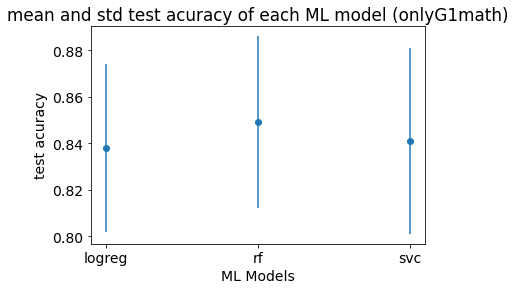 mean and std test acuracy of each ML model (onlyG1math)
0.88
0.86
0.84
0.82
0.80
test acuracy
logreg rf svc
ML Models